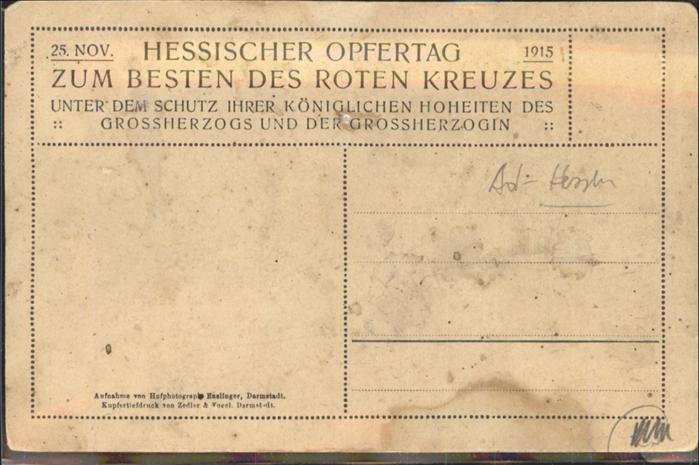 25. NOV. HESSISCHER OPFERTAG 1915
ZUM BESTEN DES ROTEN KREUZES
UNTER DEM SCHUTZ IHRER KÖNIGLICHEN HOHEITEN DES
:: GROSSHERZOGS UND DER GROSSHERZOGIN ::
Aufnahme von Hofphotograph Enslinger, Darmstadt.
Kupfertiefdruck von Zedler & Vogel, Darmstadt.